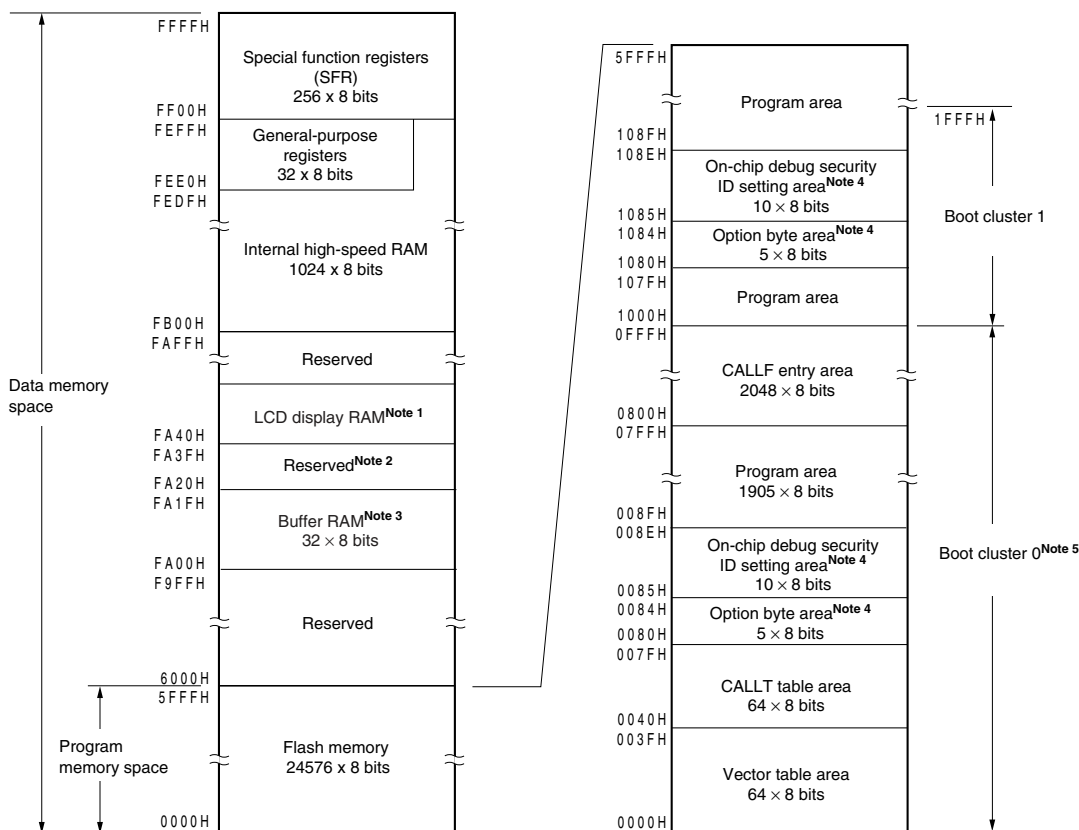 FFFFH
Special function registers
(SFR)
256 x 8 bits
FF00H
FEFFH
General-purpose
registers
32 x 8 bits
FEE0H
FEDFH
Internal high-speed RAM
1024 x 8 bits
FB00H
FAFFH
Reserved
Data memory
space
LCD display RAMNote 1
FA40H
FA3FH
ReservedNote 2
FA20H
FA1FH
Buffer RAMNote 3
32 × 8 bits
FA00H
F9FFH
Reserved
6000H
5FFFH
Program
memory space
Flash memory
24576 x 8 bits
0000H
5FFFH
Program area
1FFFH
108FH
108EH
On-chip debug security
ID setting areaNote 4
10 × 8 bits
1085H
1084H
Option byte areaNote 4
5 × 8 bits
1080H
107FH
Program area
1000H
0FFFH
Boot cluster 1
CALLF entry area
2048 × 8 bits
0800H
07FFH
Program area
1905 × 8 bits
008FH
008EH
On-chip debug security
ID setting areaNote 4
10 × 8 bits
0085H
0084H
Option byte areaNote 4
5 × 8 bits
0080H
007FH
CALLT table area
64 × 8 bits
0040H
003FH
Vector table area
64 × 8 bits
0000H
Boot cluster 0Note 5